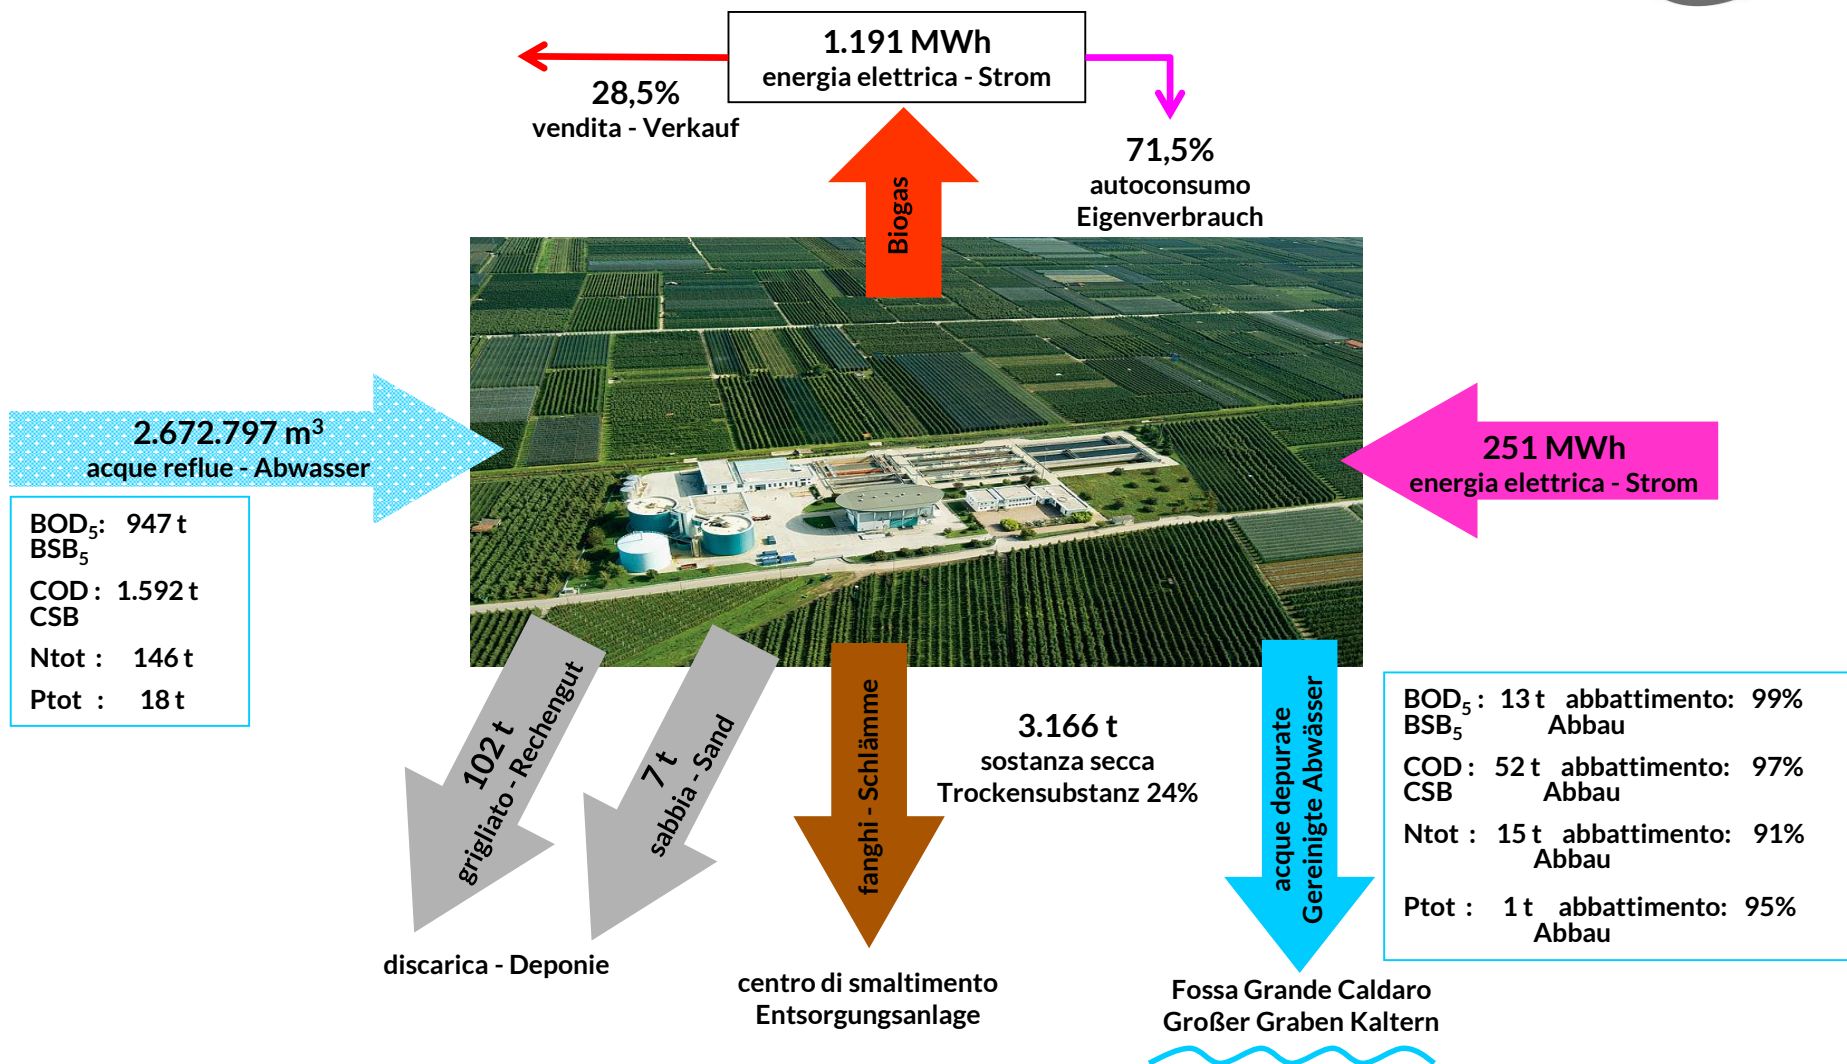 1.191 MWh
energia elettrica - Strom
28,5%
vendita - Verkauf
71,5%
autoconsumo
Eigenverbrauch
Biogas
2.672.797 m³
acque reflue - Abwasser
251 MWh
energia elettrica - Strom
BOD₅: 947 t
BSB₅
COD : 1.592 t
CSB
Ntot : 146 t
Ptot : 18 t
102 t
grigliato - Rechengut
7 t
sabbia - Sand
fanghi - Schlämme
3.166 t
sostanza secca
Trockensubstanz 24%
acque depurate
Gereinigte Abwässer
BOD₅ : 13 t abbattimento: 99%
BSB₅ Abbau
COD : 52 t abbattimento: 97%
CSB Abbau
Ntot : 15 t abbattimento: 91%
Abbau
Ptot : 1 t abbattimento: 95%
Abbau
discarica - Deponie
centro di smaltimento
Entsorgungsanlage
Fossa Grande Caldaro
Großer Graben Kaltern